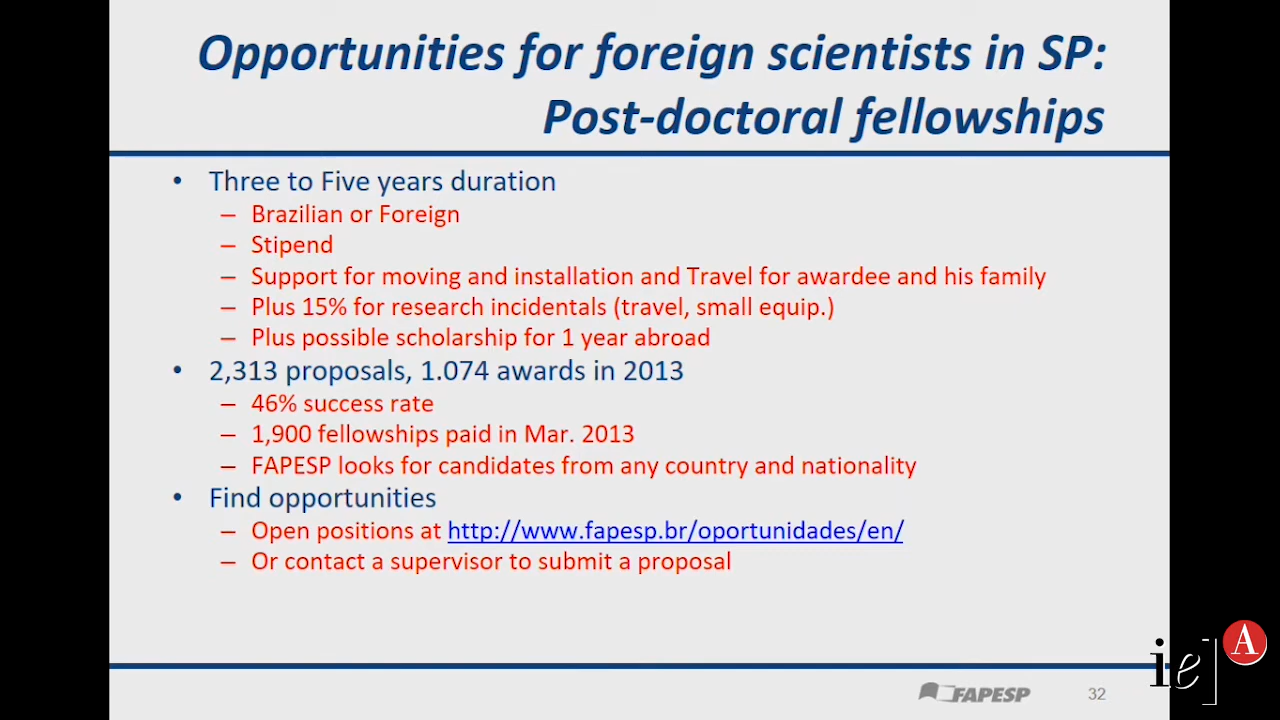 Opportunities for foreign scientists in SP:
Post-doctoral fellowships
• Three to Five years duration
– Brazilian or Foreign
– Stipend
– Support for moving and installation and Travel for awardee and his family
– Plus 15% for research incidentals (travel, small equip.)
– Plus possible scholarship for 1 year abroad
• 2,313 proposals, 1.074 awards in 2013
– 46% success rate
– 1,900 fellowships paid in Mar. 2013
– FAPESP looks for candidates from any country and nationality
• Find opportunities
– Open positions at http://www.fapesp.br/oportunidades/en/
– Or contact a supervisor to submit a proposal
FAPESP 32
ie] A